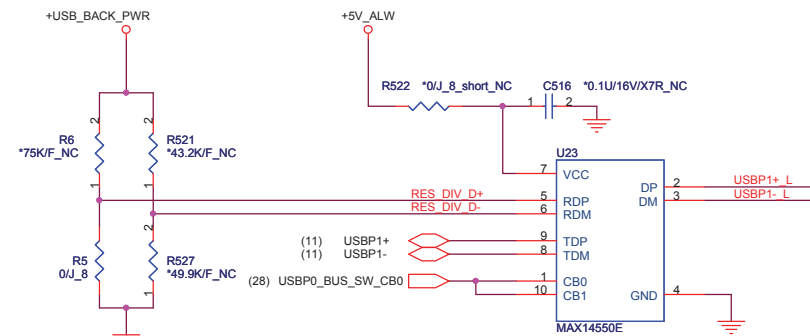 +USB_BACK_PWR
+5V_ALW
R522 *0/J_8_short_NC
C516 *0.1U/16V/X7R_NC
1 2
2 2
R6
*75K/F_NC
R521
*43.2K/F_NC
1 1
U23
7 VCC
RES_DIV_D+ 5 RDP
RES_DIV_D- 6 RDM
DP 2 USBP1+_L
DM 3 USBP1-_L
2
(11) USBP1+ 9 TDP
(11) USBP1- 8 TDM
R5
0/J_8
R527
*49.9K/F_NC
1
(28) USBP0_BUS_SW_CB0 1 CB0
10 CB1
GND 4
MAX14550E